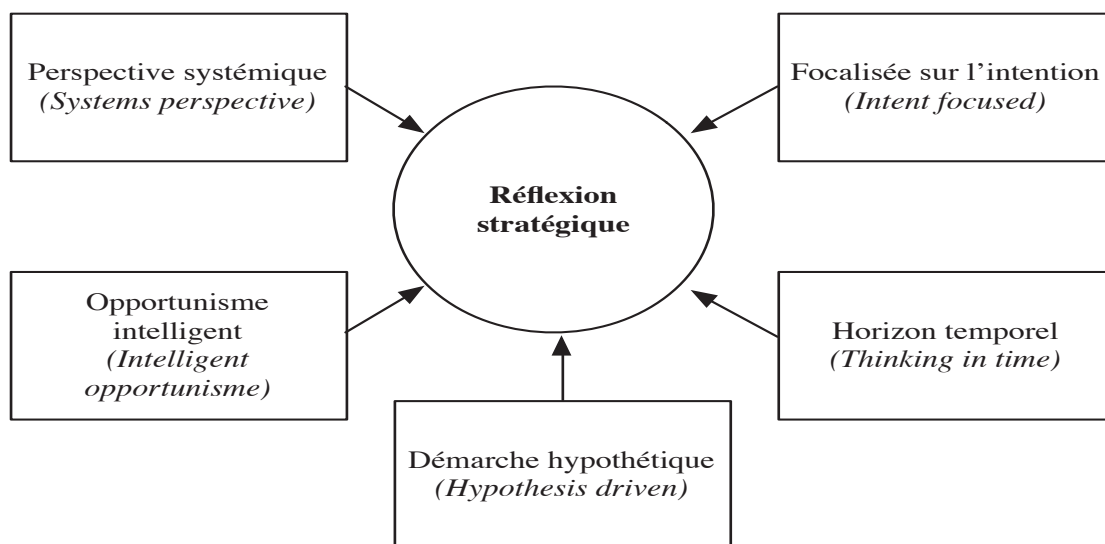 Perspective systémique
(Systems perspective)
Focalisée sur l’intention
(Intent focused)
Réflexion
stratégique
Opportunisme
intelligent
(Intelligent
opportunisme)
Horizon temporel
(Thinking in time)
Démarche hypothétique
(Hypothesis driven)